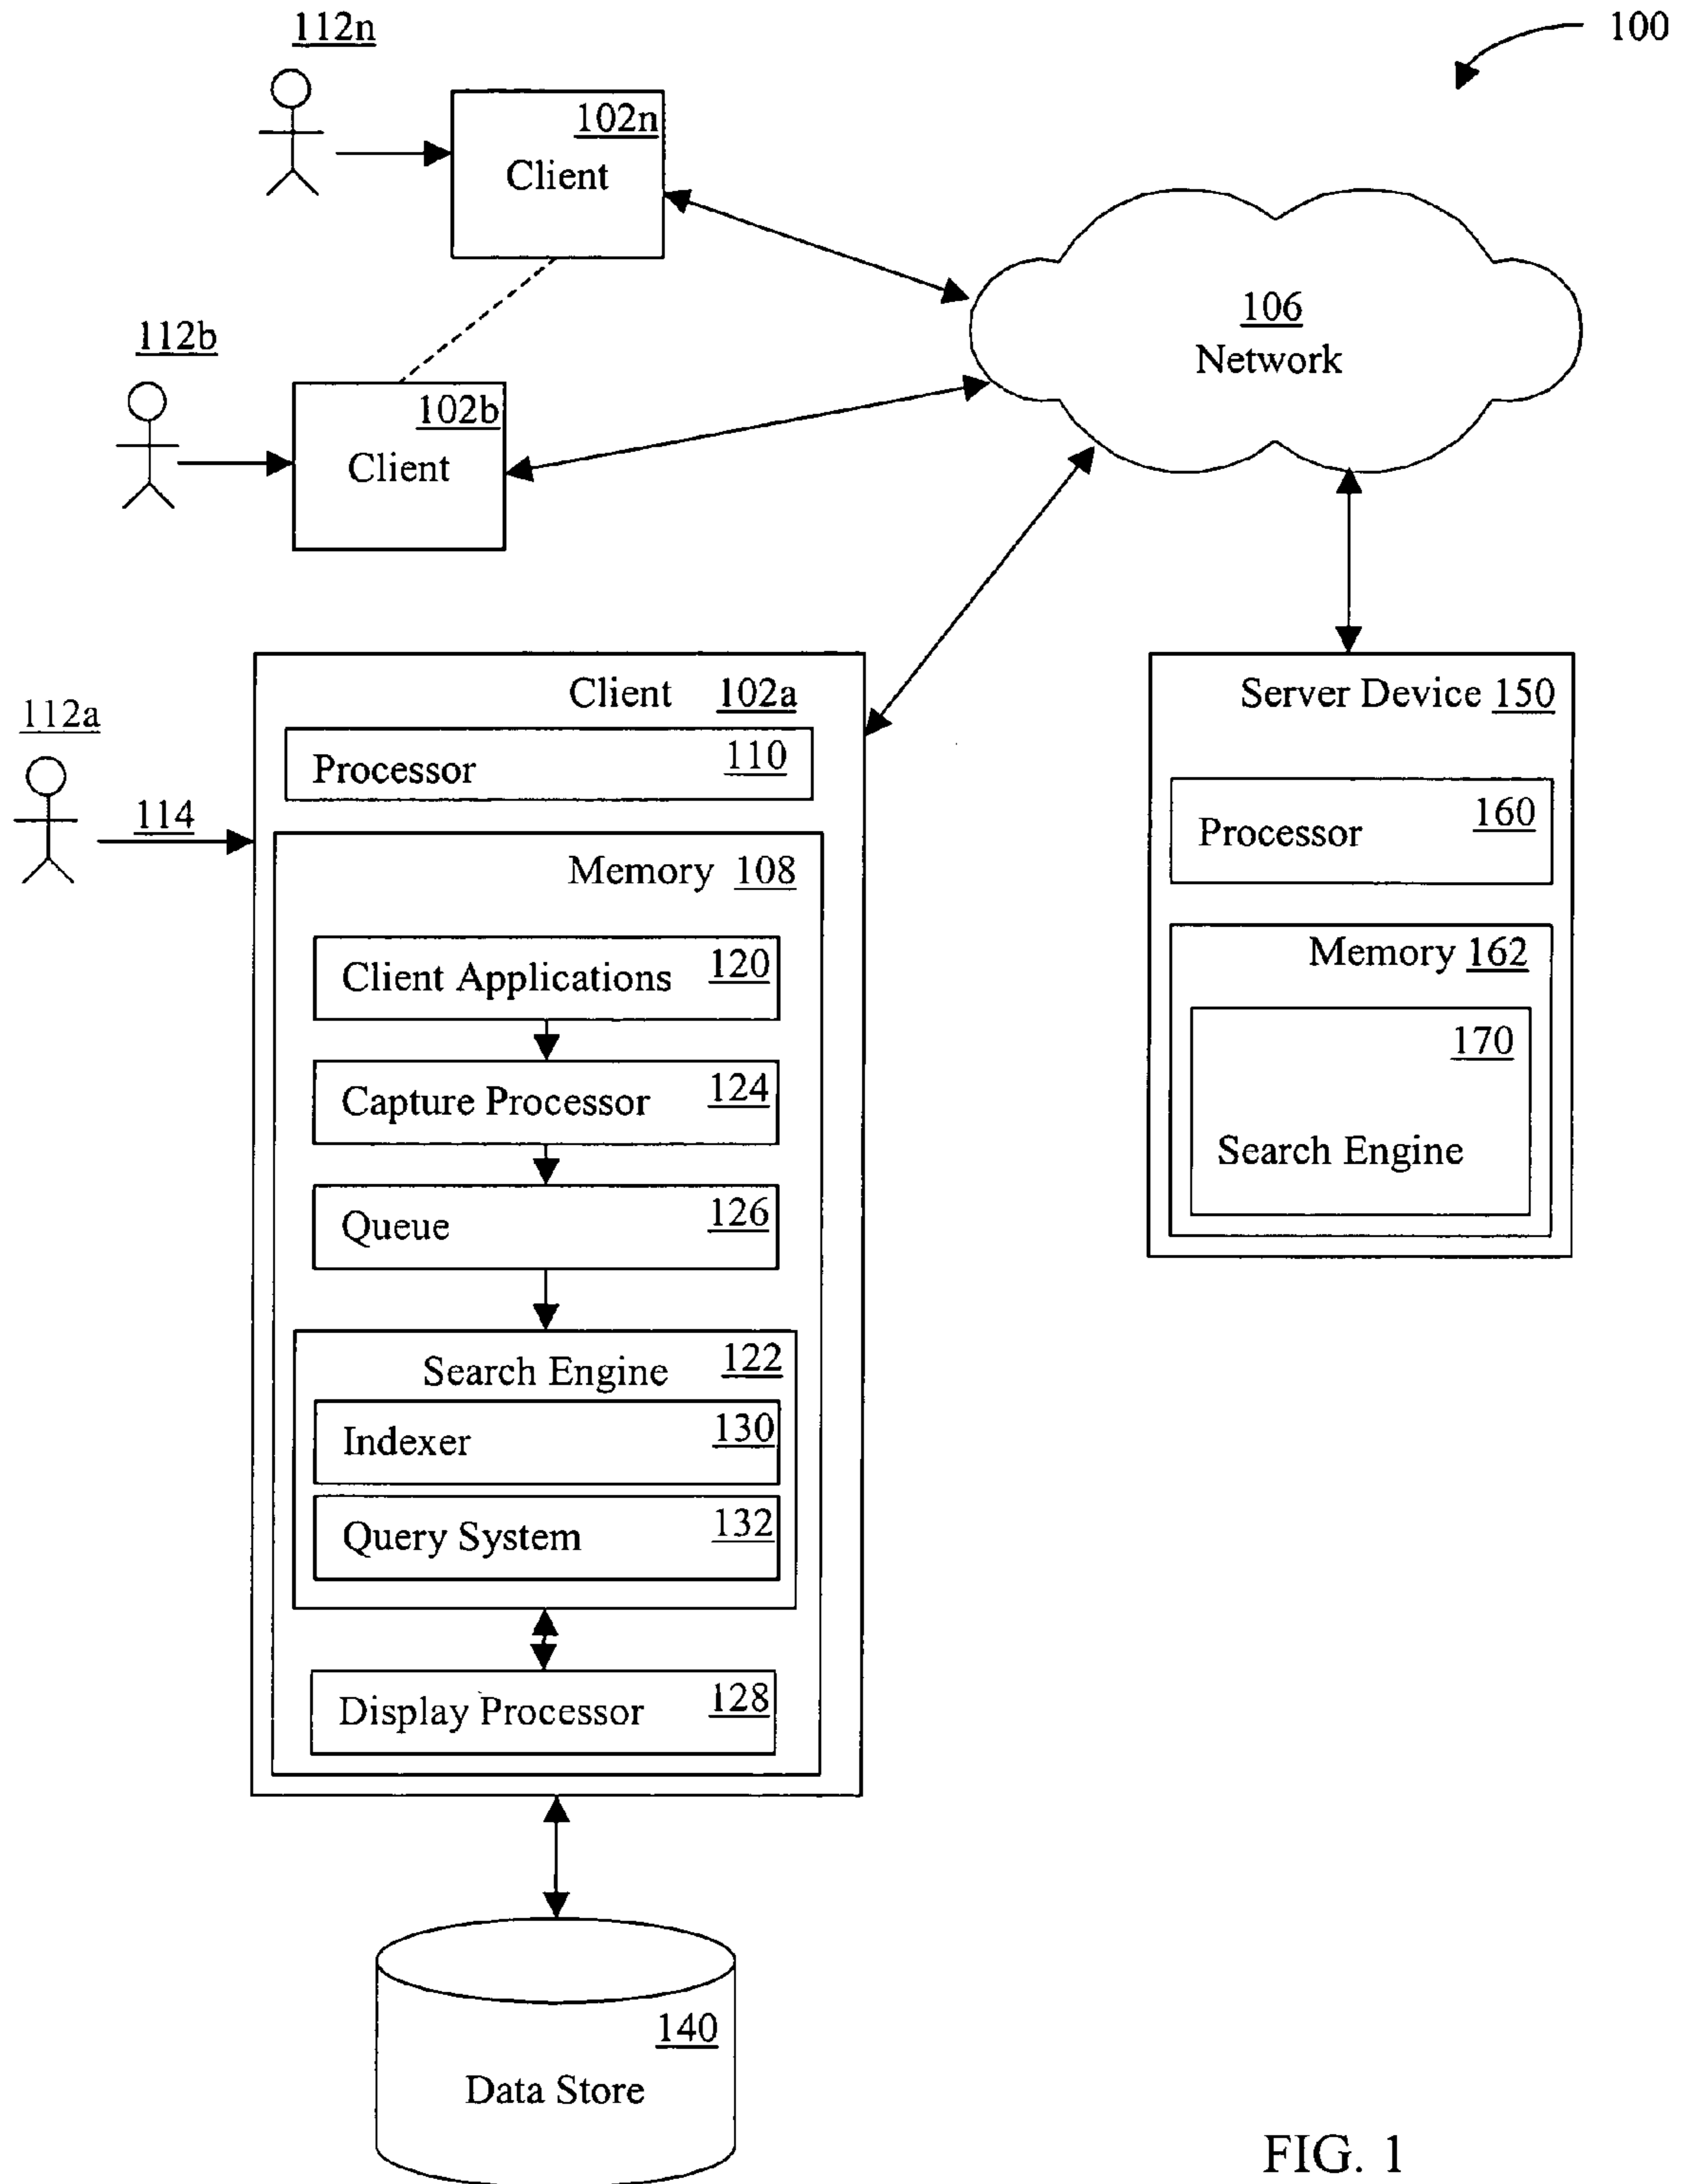 100
112n
102n
Client
106
Network
112b
102b
Client
112a
114
Client 102a
Processor 110
Memory 108
Client Applications 120
Capture Processor 124
Queue 126
Search Engine 122
Indexer 130
Query System 132
Display Processor 128
Server Device 150
Processor 160
Memory 162
170
Search Engine
140
Data Store
FIG. 1